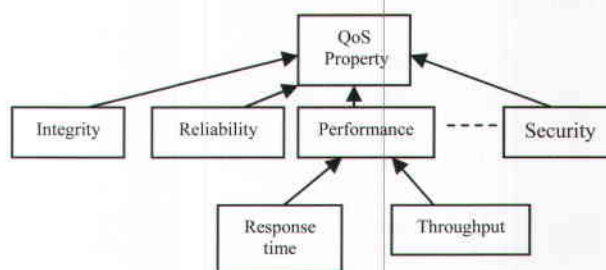 QoS
Property
Integrity
Reliability
Performance
Security
Response
time
Throughput